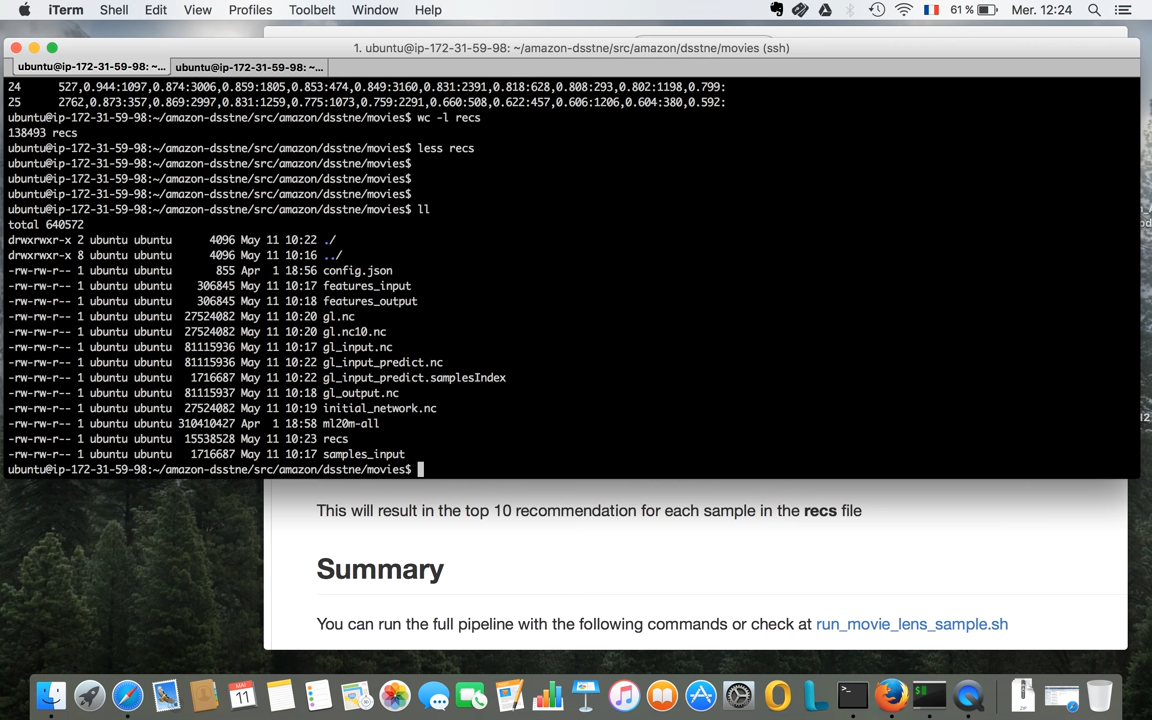 iTerm Shell Edit View Profiles Toolbelt Window Help 61 % Mer. 12:24
1. ubuntu@ip-172-31-59-98: ~/amazon-dsstne/src/amazon/dsstne/movies (ssh)
ubuntu@ip-172-31-59-98: ~... ubuntu@ip-172-31-59-98: ~...
24 527,0.944:1097,0.874:3006,0.859:1805,0.853:474,0.849:3160,0.831:2391,0.818:628,0.808:293,0.802:1198,0.799:
25 2762,0.873:357,0.869:2997,0.831:1259,0.775:1073,0.759:2291,0.660:508,0.622:457,0.606:1206,0.604:380,0.592:
ubuntu@ip-172-31-59-98:~/amazon-dsstne/src/amazon/dsstne/movies$ wc -l recs
138493 recs
ubuntu@ip-172-31-59-98:~/amazon-dsstne/src/amazon/dsstne/movies$ less recs
ubuntu@ip-172-31-59-98:~/amazon-dsstne/src/amazon/dsstne/movies$
ubuntu@ip-172-31-59-98:~/amazon-dsstne/src/amazon/dsstne/movies$
ubuntu@ip-172-31-59-98:~/amazon-dsstne/src/amazon/dsstne/movies$
ubuntu@ip-172-31-59-98:~/amazon-dsstne/src/amazon/dsstne/movies$ ll
total 640572
drwxrwxr-x 2 ubuntu ubuntu 4096 May 11 10:22 ./
drwxrwxr-x 8 ubuntu ubuntu 4096 May 11 10:16 ../
-rw-rw-r-- 1 ubuntu ubuntu 855 Apr 1 18:56 config.json
-rw-rw-r-- 1 ubuntu ubuntu 306845 May 11 10:17 features_input
-rw-rw-r-- 1 ubuntu ubuntu 306845 May 11 10:18 features_output
-rw-rw-r-- 1 ubuntu ubuntu 27524082 May 11 10:20 gl.nc
-rw-rw-r-- 1 ubuntu ubuntu 27524082 May 11 10:20 gl.nc10.nc
-rw-rw-r-- 1 ubuntu ubuntu 81115936 May 11 10:17 gl_input.nc
-rw-rw-r-- 1 ubuntu ubuntu 81115936 May 11 10:22 gl_input_predict.nc
-rw-rw-r-- 1 ubuntu ubuntu 1716687 May 11 10:22 gl_input_predict.samplesIndex
-rw-rw-r-- 1 ubuntu ubuntu 81115937 May 11 10:18 gl_output.nc
-rw-rw-r-- 1 ubuntu ubuntu 27524082 May 11 10:19 initial_network.nc
-rw-rw-r-- 1 ubuntu ubuntu 310410427 Apr 1 18:58 ml20m-all
-rw-rw-r-- 1 ubuntu ubuntu 15538528 May 11 10:23 recs
-rw-rw-r-- 1 ubuntu ubuntu 1716687 May 11 10:17 samples_input
ubuntu@ip-172-31-59-98:~/amazon-dsstne/src/amazon/dsstne/movies$
This will result in the top 10 recommendation for each sample in the recs file
Summary
You can run the full pipeline with the following commands or check at run_movie_lens_sample.sh
MAI
11